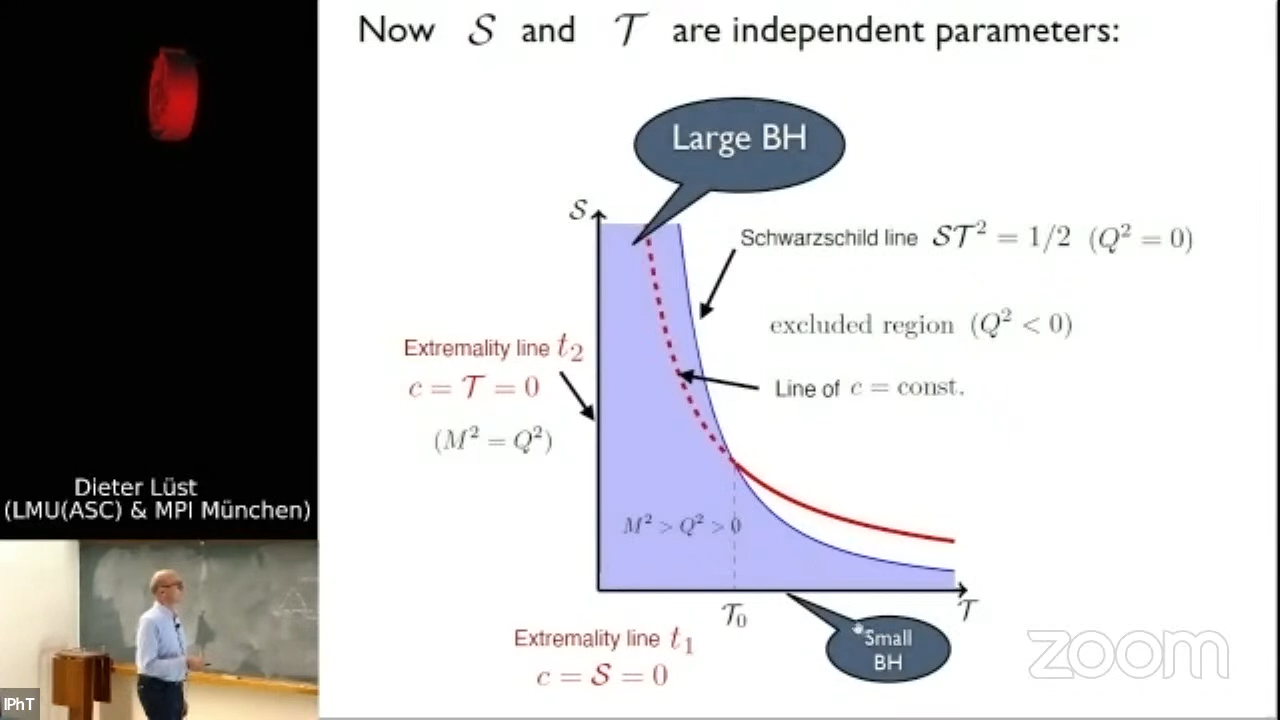 Now 𝒮 and 𝒯 are independent parameters:
Large BH
𝒮
Schwarzschild line 𝒮𝒯² = 1/2 (Q² = 0)
excluded region (Q² < 0)
Extremality line t₂
c = 𝒯 = 0
(M² = Q²)
Line of c = const.
M² > Q² > 0
𝒯₀
𝒯
Small
BH
Extremality line t₁
c = 𝒮 = 0
Dieter Lüst
(LMU(ASC) & MPI München)
IPhT
zoom